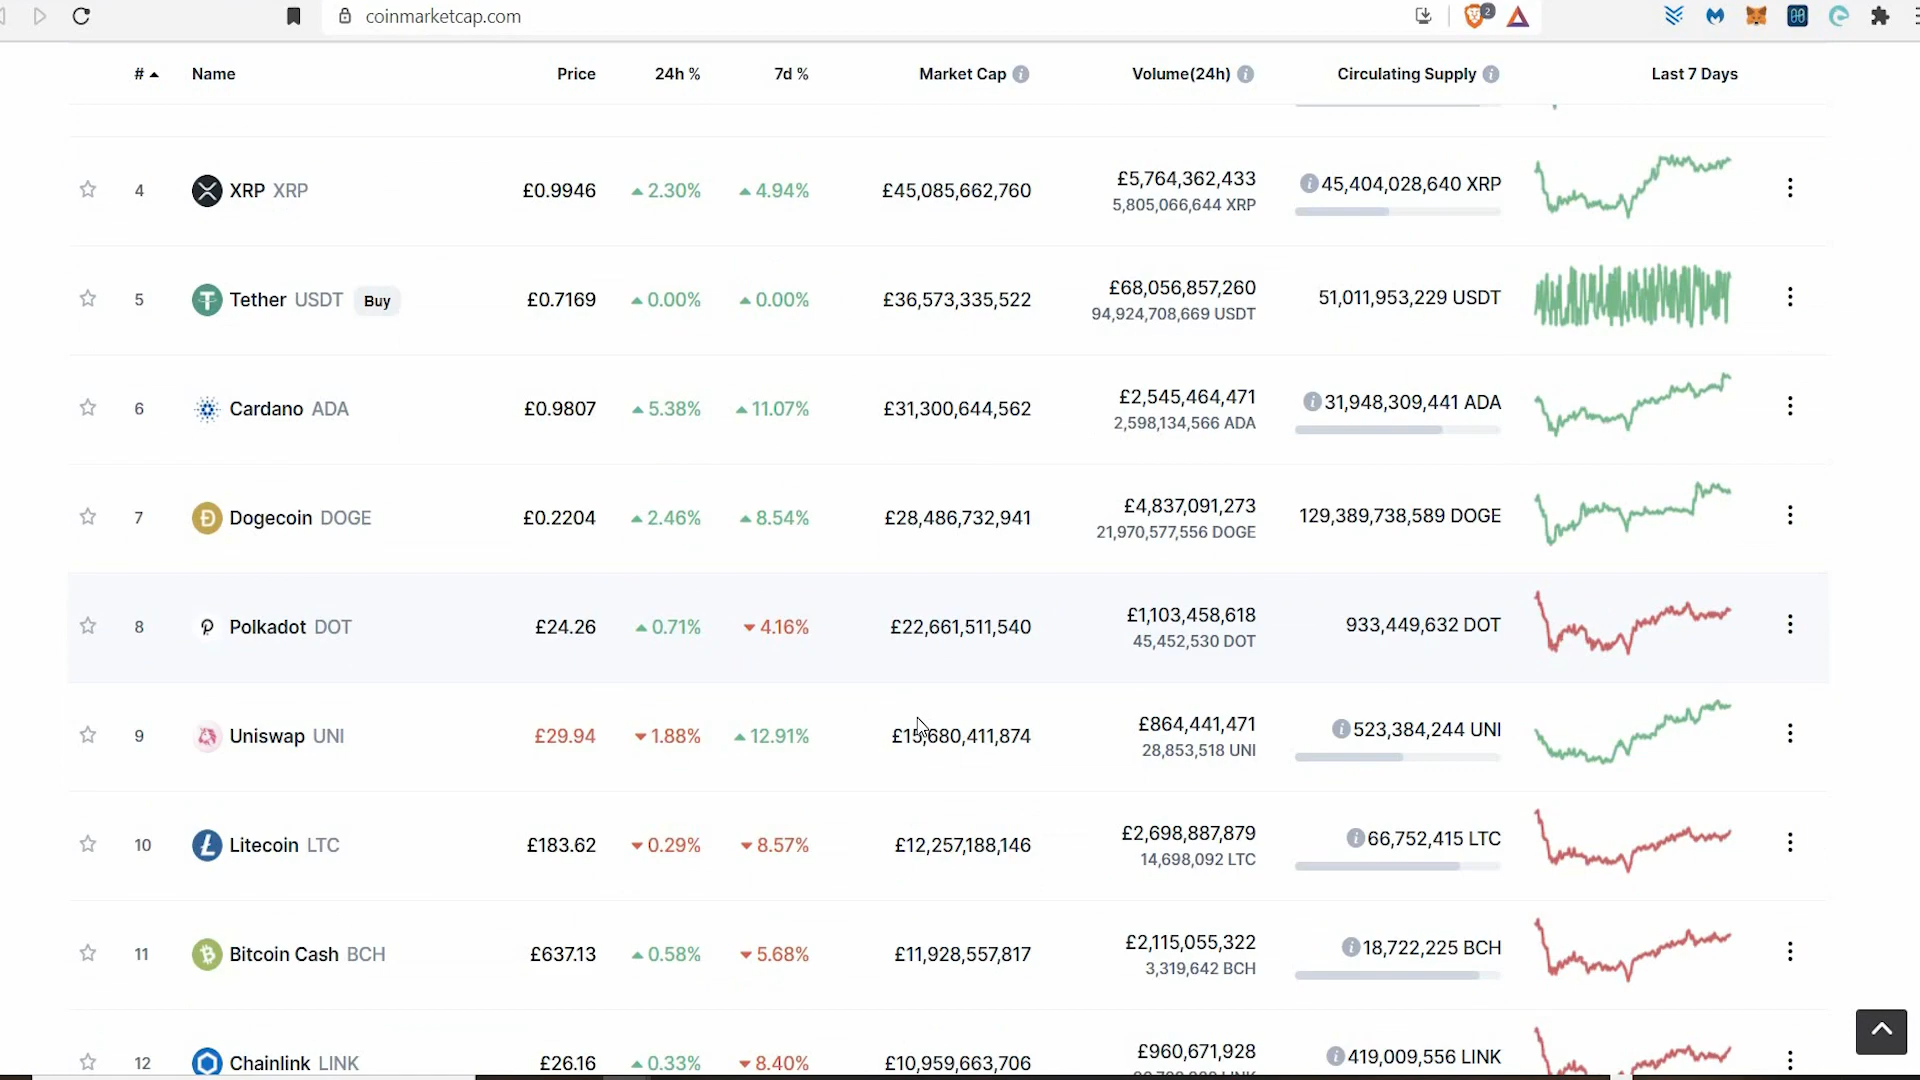 coinmarketcap.com
2
# Name Price 24h % 7d % Market Cap Volume(24h) Circulating Supply Last 7 Days
4 XRP XRP £0.9946 2.30% 4.94% £45,085,662,760 £5,764,362,433 45,404,028,640 XRP
5,805,066,644 XRP
5 Tether USDT Buy £0.7169 0.00% 0.00% £36,573,335,522 £68,056,857,260 51,011,953,229 USDT
94,924,708,669 USDT
6 Cardano ADA £0.9807 5.38% 11.07% £31,300,644,562 £2,545,464,471 31,948,309,441 ADA
2,598,134,566 ADA
7 Dogecoin DOGE £0.2204 2.46% 8.54% £28,486,732,941 £4,837,091,273 129,389,738,589 DOGE
21,970,577,556 DOGE
8 Polkadot DOT £24.26 0.71% 4.16% £22,661,511,540 £1,103,458,618 933,449,632 DOT
45,452,530 DOT
9 Uniswap UNI £29.94 1.88% 12.91% £15,680,411,874 £864,441,471 523,384,244 UNI
28,853,518 UNI
10 Litecoin LTC £183.62 0.29% 8.57% £12,257,188,146 £2,698,887,879 66,752,415 LTC
14,698,092 LTC
11 Bitcoin Cash BCH £637.13 0.58% 5.68% £11,928,557,817 £2,115,055,322 18,722,225 BCH
3,319,642 BCH
12 Chainlink LINK £26.16 0.33% 8.40% £10,959,663,706 £960,671,928 419,009,556 LINK